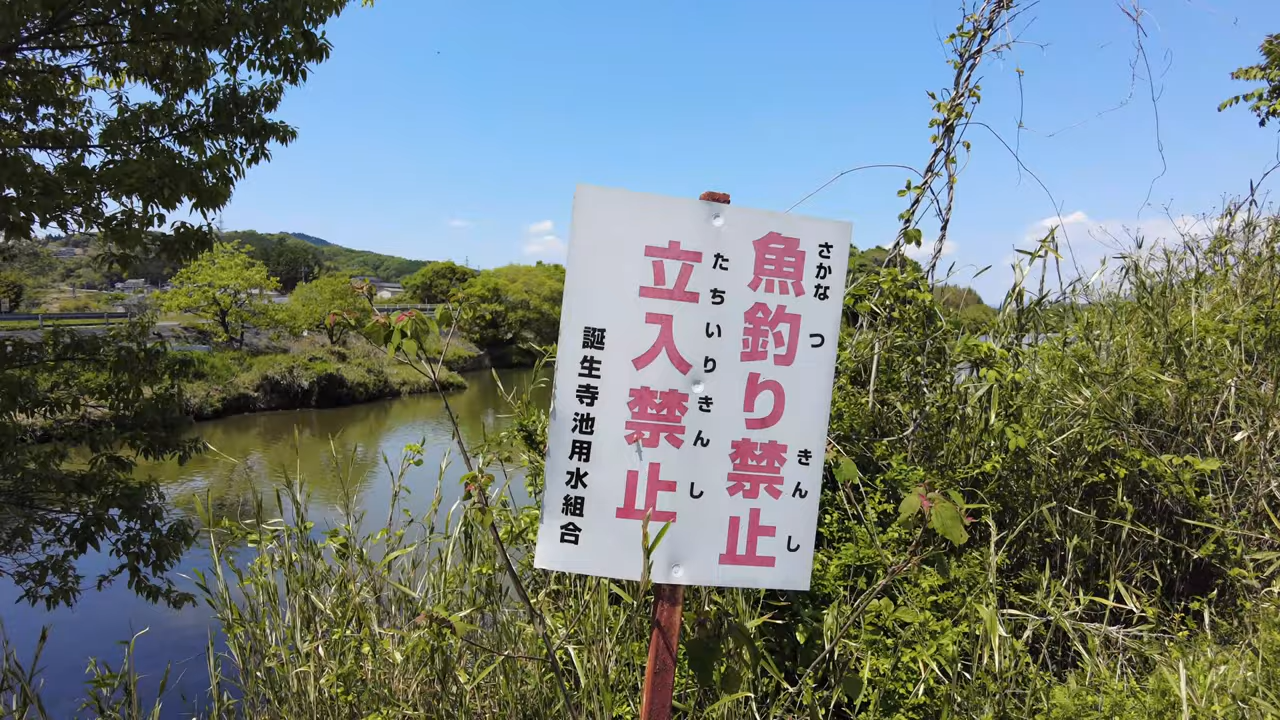 さかなつきんし
魚釣り禁止
たちいりきんし
立入禁止
誕生寺池用水組合